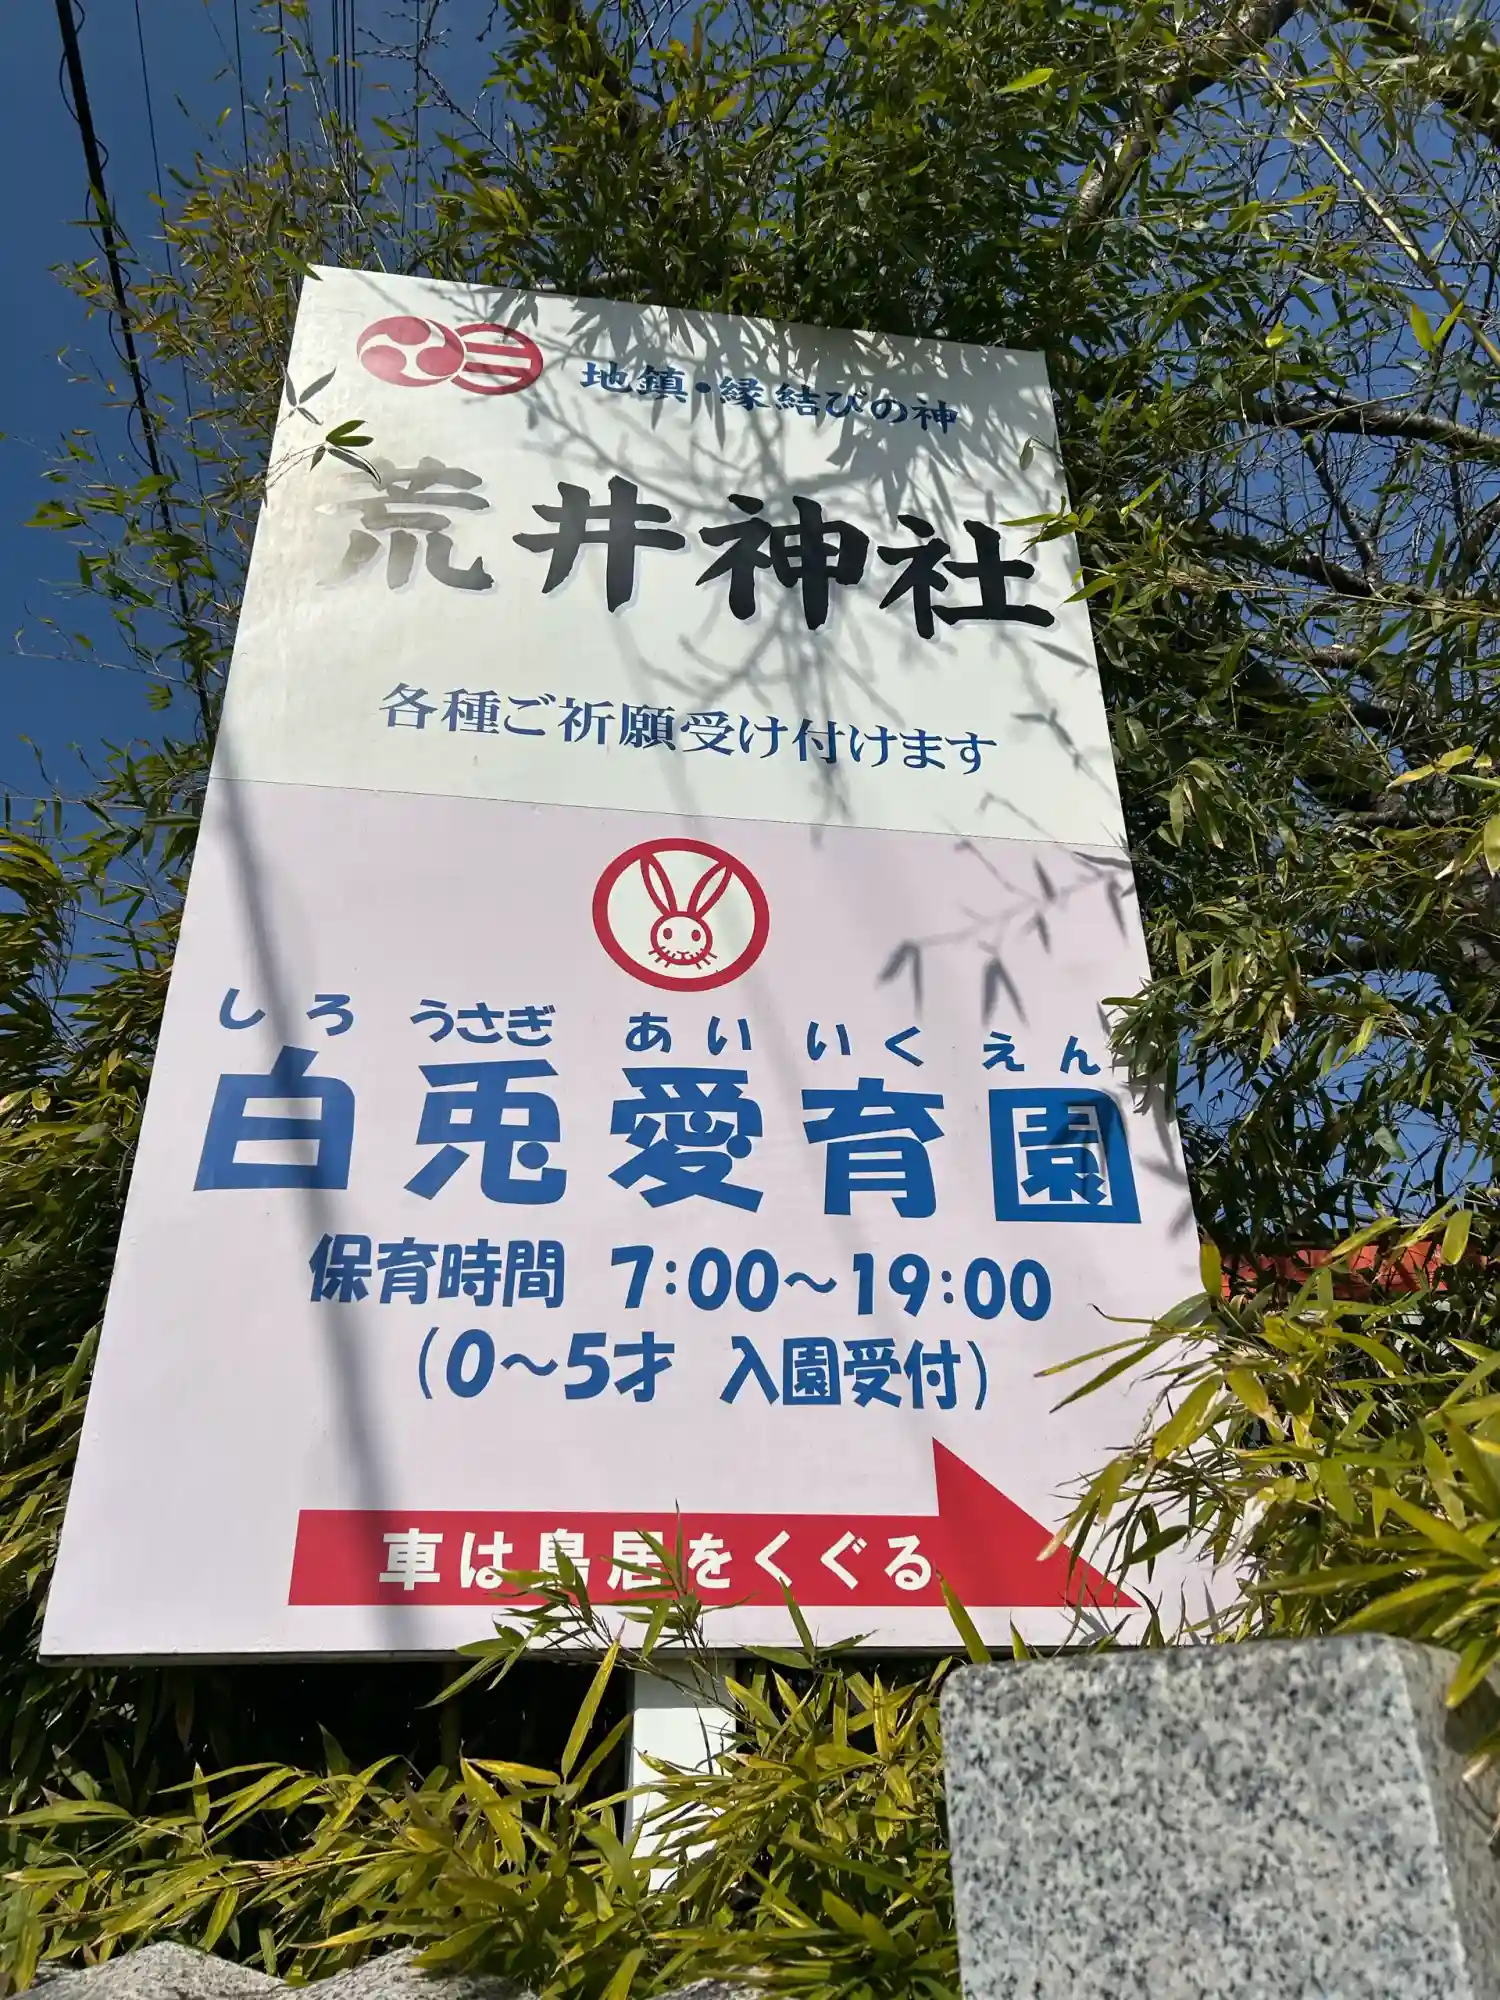 地鎮・縁結びの神
荒井神社
各種ご祈願受け付けます
しろ うさぎ あい いく えん
白兎愛育園
保育時間 7:00〜19:00
(0〜5才 入園受付)
車は鳥居をくぐる